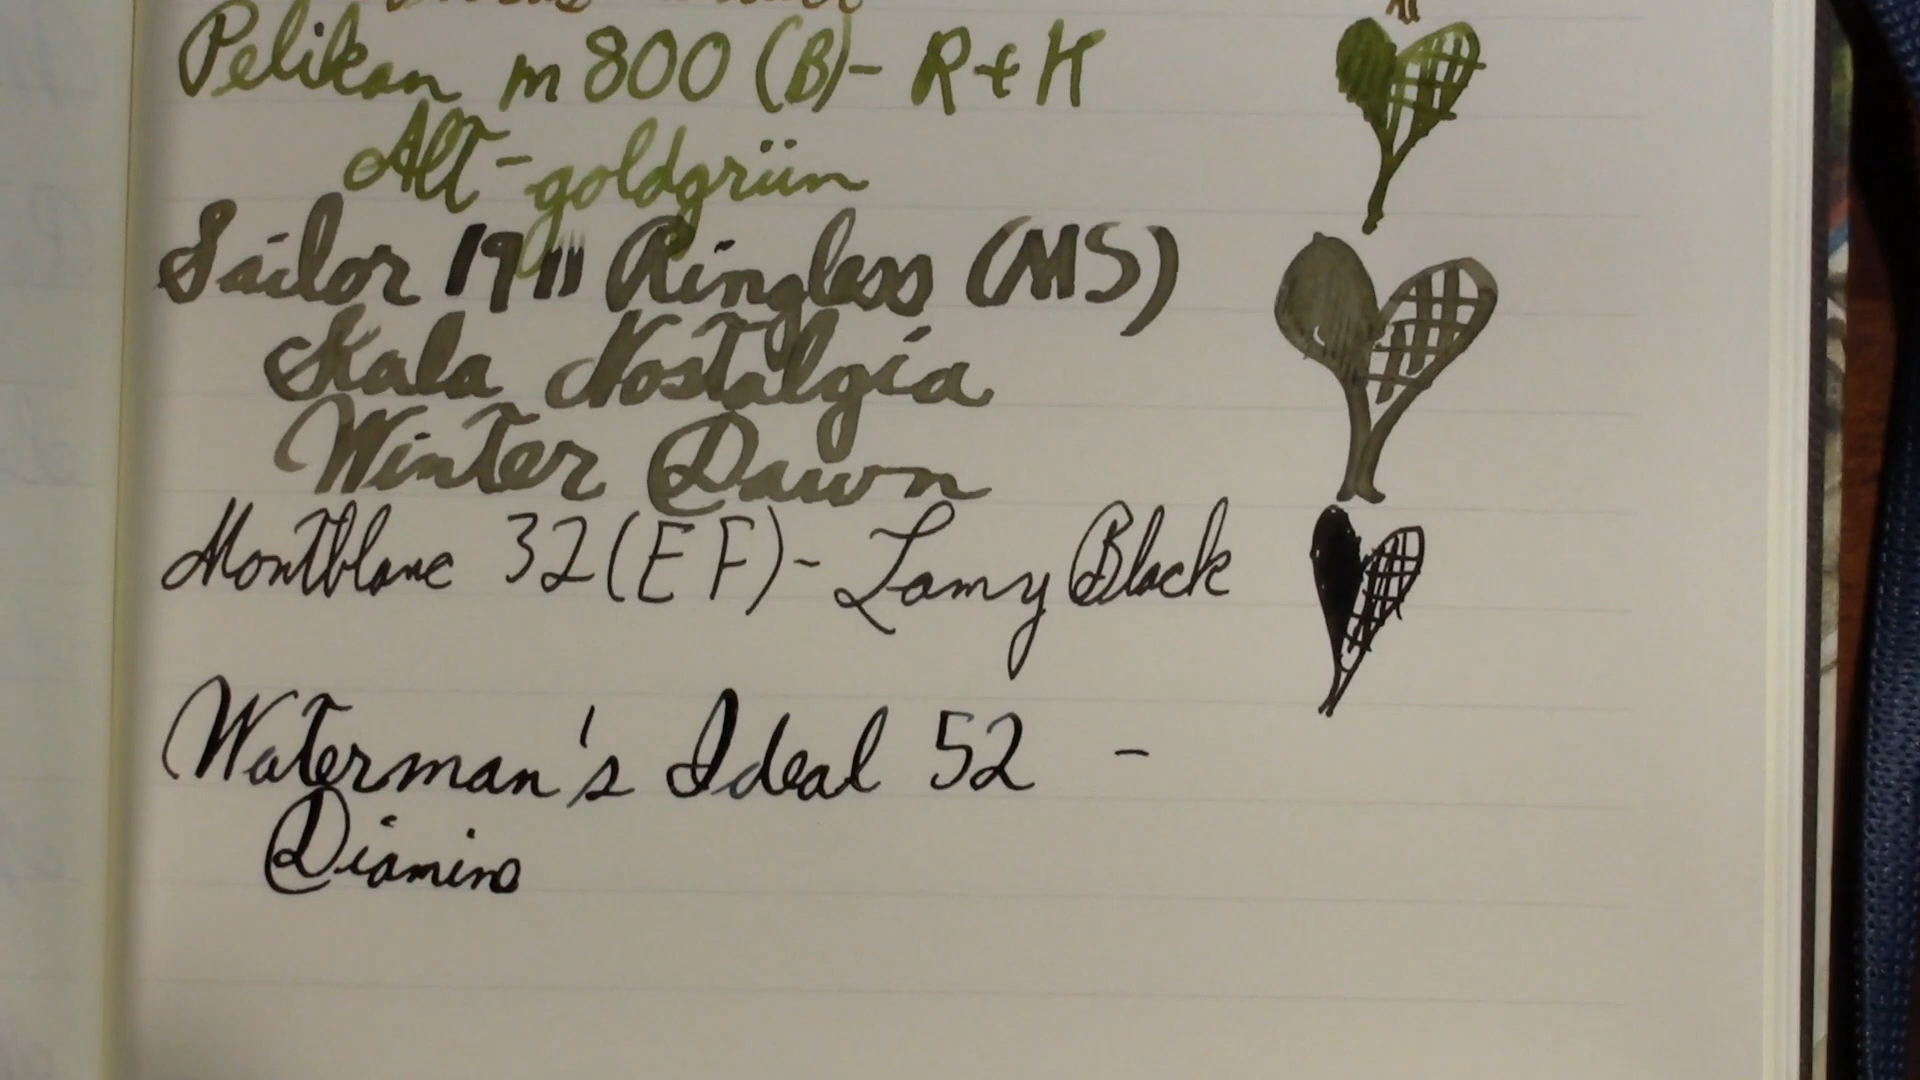 Pelikan m800 (B) - R+K
Alt-goldgrün
Sailor 1911 Ringless (MS)
Kala Nostalgia
Winter Dawn
Montblanc 32 (EF) - Lamy Black
Waterman's Ideal 52 -
Diamine